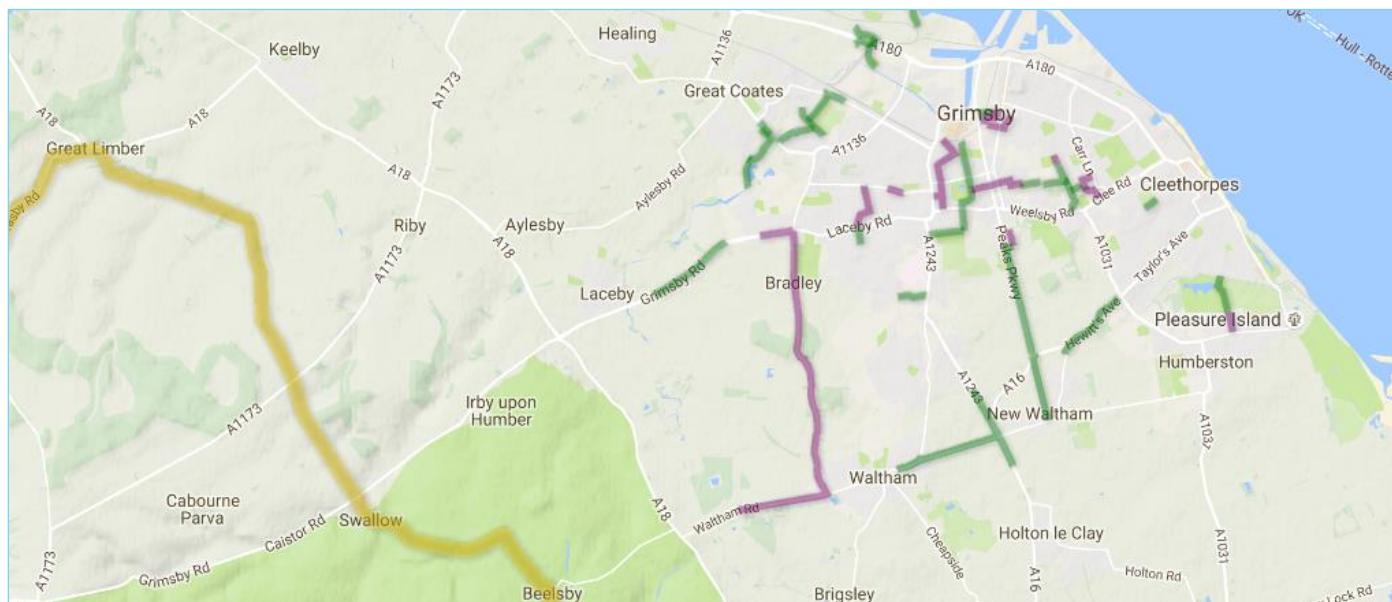 Healing
Keelby
A1136
A180
A180
UK
Hull - Rotte
A1173
Great Coates
Grimsby
A18
A18
Great Limber
A1136
Carr Ln
Cleethorpes
A18
Aylesby Rd
Clee Rd
Weelsby Rd
Riby
Aylesby
Laceby Rd
A18
A1243
Peaks Pkwy
A1031
Taylor's Ave
A1173
Laceby
Grimsby Rd
Bradley
Hewitt's Ave
Pleasure Island
Humberston
A16
A1243
Irby upon
Humber
New Waltham
A1173
A1031
Waltham
Cabourne
Parva
Swallow
Caistor Rd
Waltham Rd
A18
Cheapside
Holton le Clay
A1031
A1173
Grimsby Rd
A16
Holton Rd
Beelsby
Brigsley
Lock Rd